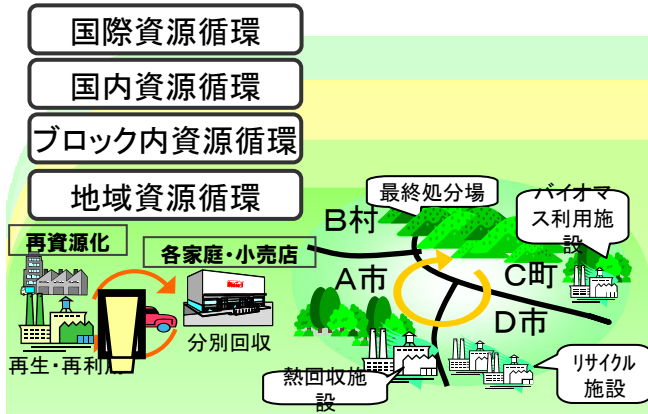 国際資源循環
国内資源循環
ブロック内資源循環
地域資源循環
再資源化
各家庭・小売店
再生・再利用
分別回収
最終処分場
バイオマ
ス利用施
設
B村
A市
C町
D市
熱回収施
設
リサイクル
施設